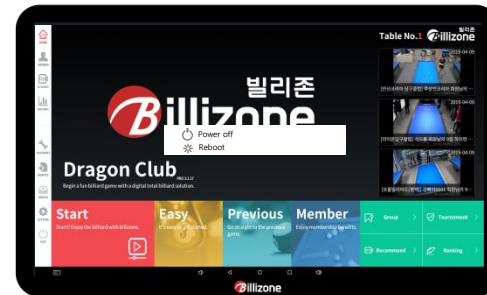 Table No.1
빌리존
Billizone
2019-04-09
2019-04-09
2019-04-09
빌리존
Billizone
Power off
Reboot
Dragon Club
Begin a fun billiard game with a digital total billiard solution.
Start
Start! Enjoy the billiard with billizone.
Easy
Previous
Go straight to the previous
game.
Member
Enjoy membership benefits.
Group
Tournament
Recommend
Ranking
Billizone